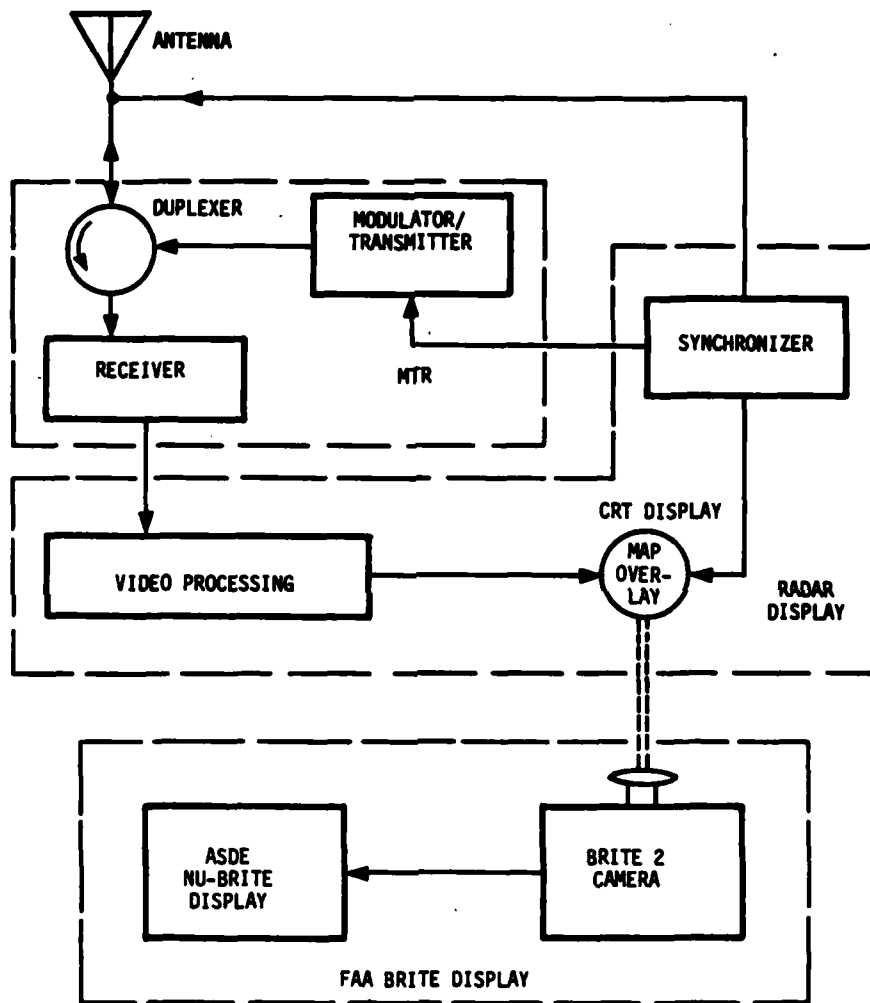 ANTENNA
DUPLEXER
MODULATOR/
TRANSMITTER
SYNCHRONIZER
RECEIVER
MTR
CRT DISPLAY
MAP
OVER-
LAY
VIDEO PROCESSING
RADAR
DISPLAY
ASDE
NU-BRITE
DISPLAY
BRITE 2
CAMERA
FAA BRITE DISPLAY